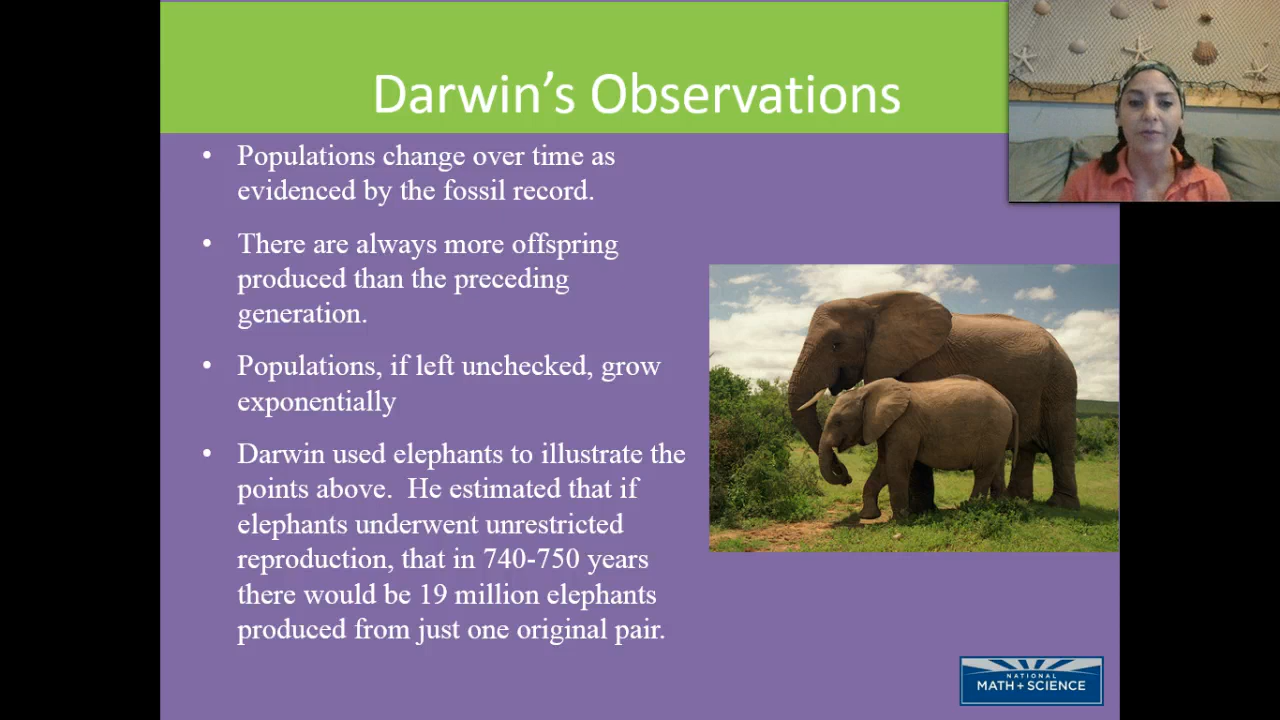 Darwin's Observations
• Populations change over time as
evidenced by the fossil record.
• There are always more offspring
produced than the preceding
generation.
• Populations, if left unchecked, grow
exponentially
• Darwin used elephants to illustrate the
points above.  He estimated that if
elephants underwent unrestricted
reproduction, that in 740-750 years
there would be 19 million elephants
produced from just one original pair.
NATIONAL
MATH + SCIENCE